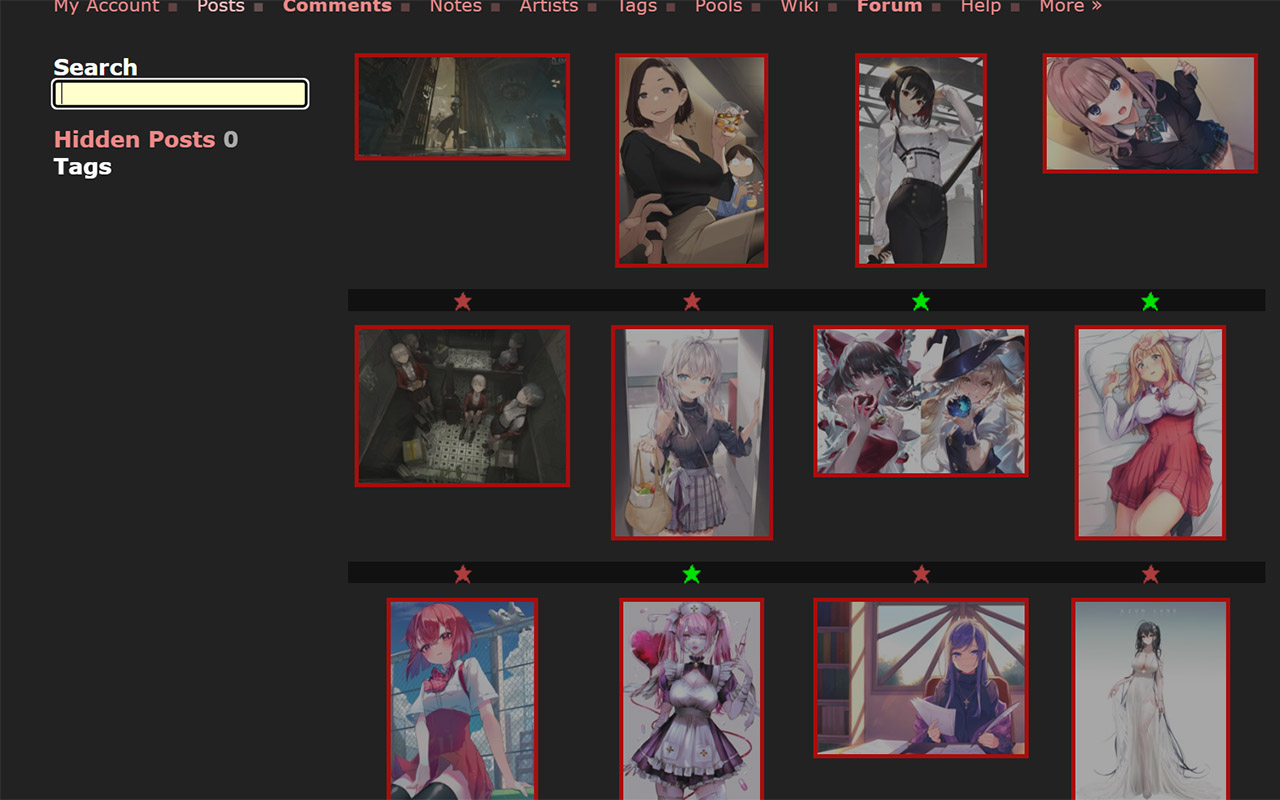 My Account Posts Comments Notes Artists Tags Pools Wiki Forum Help More »
Search
Hidden Posts 0
Tags